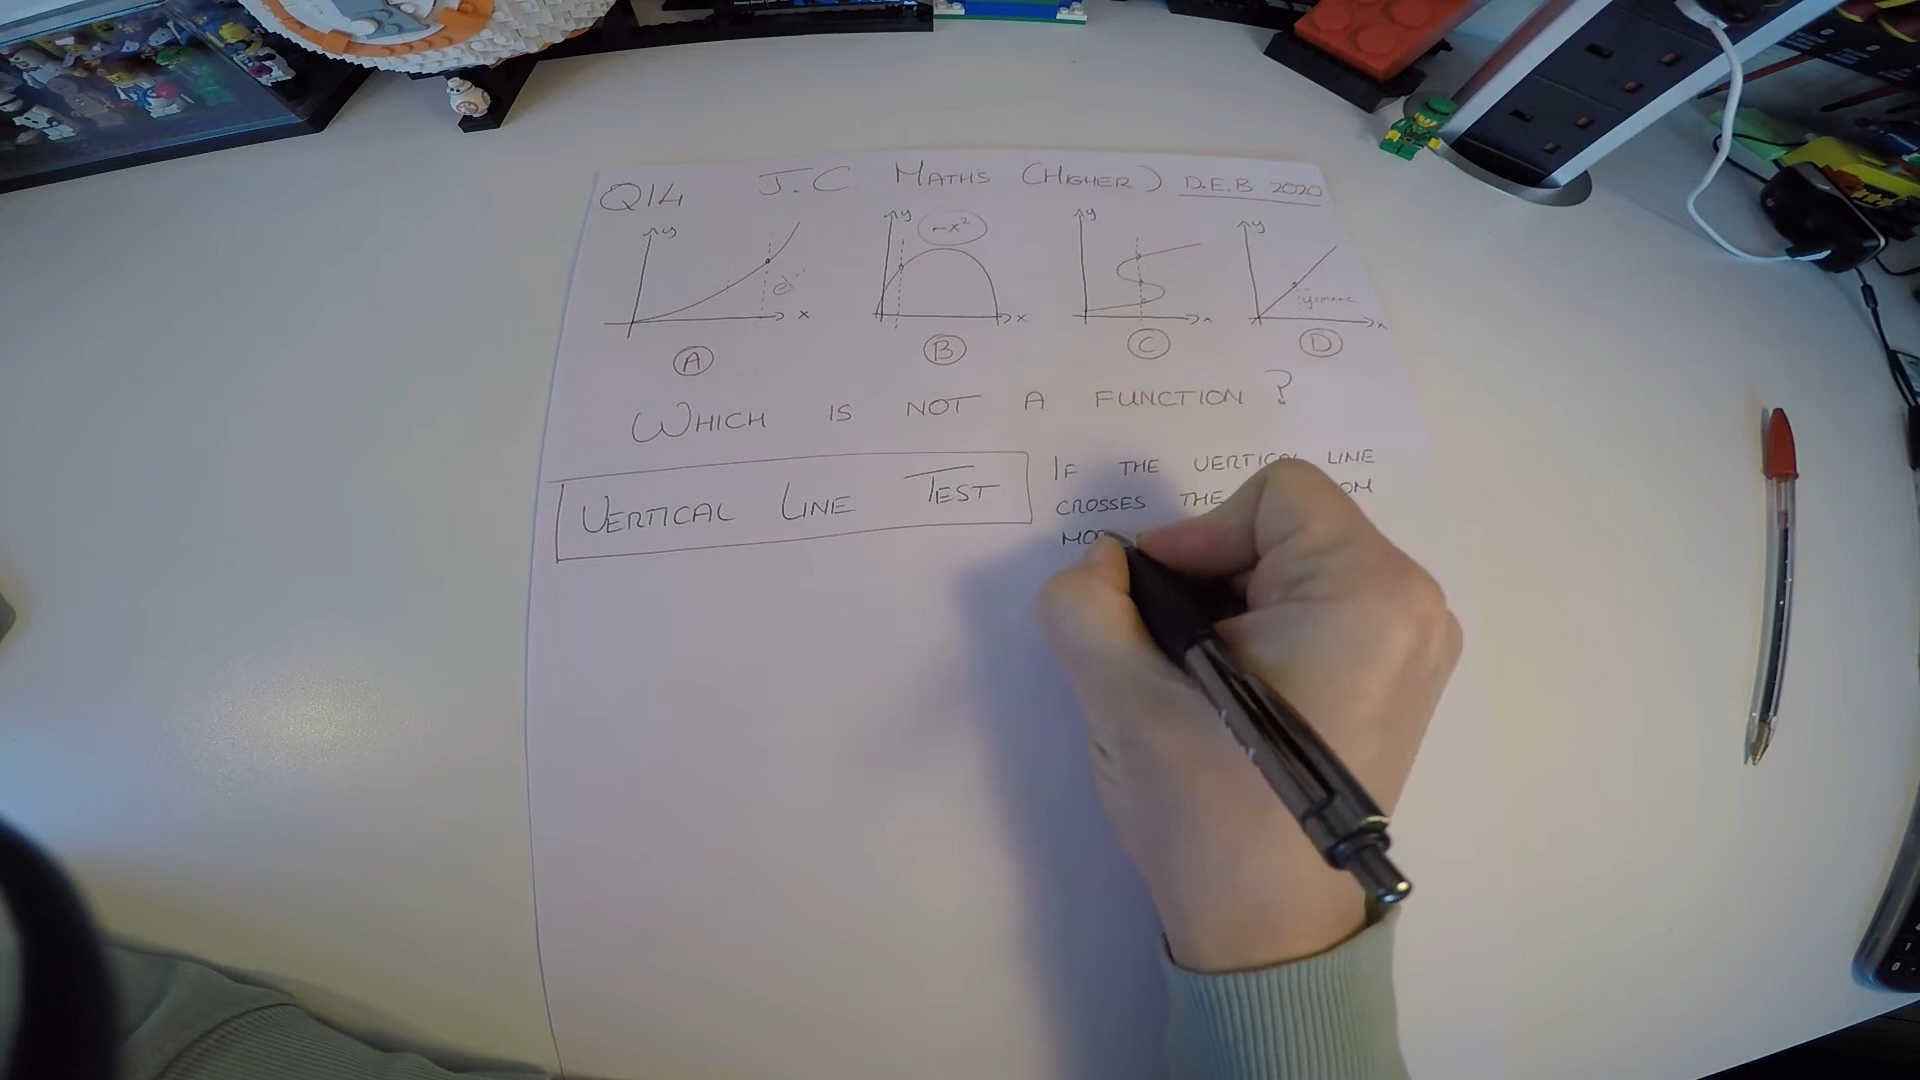 Q14 J.C MATHS (HIGHER) D.E.B 2020
y y -x² y y
x x x y=mx+c x
A B C D
WHICH IS NOT A FUNCTION?
VERTICAL LINE TEST
IF THE VERTICAL LINE
CROSSES THE